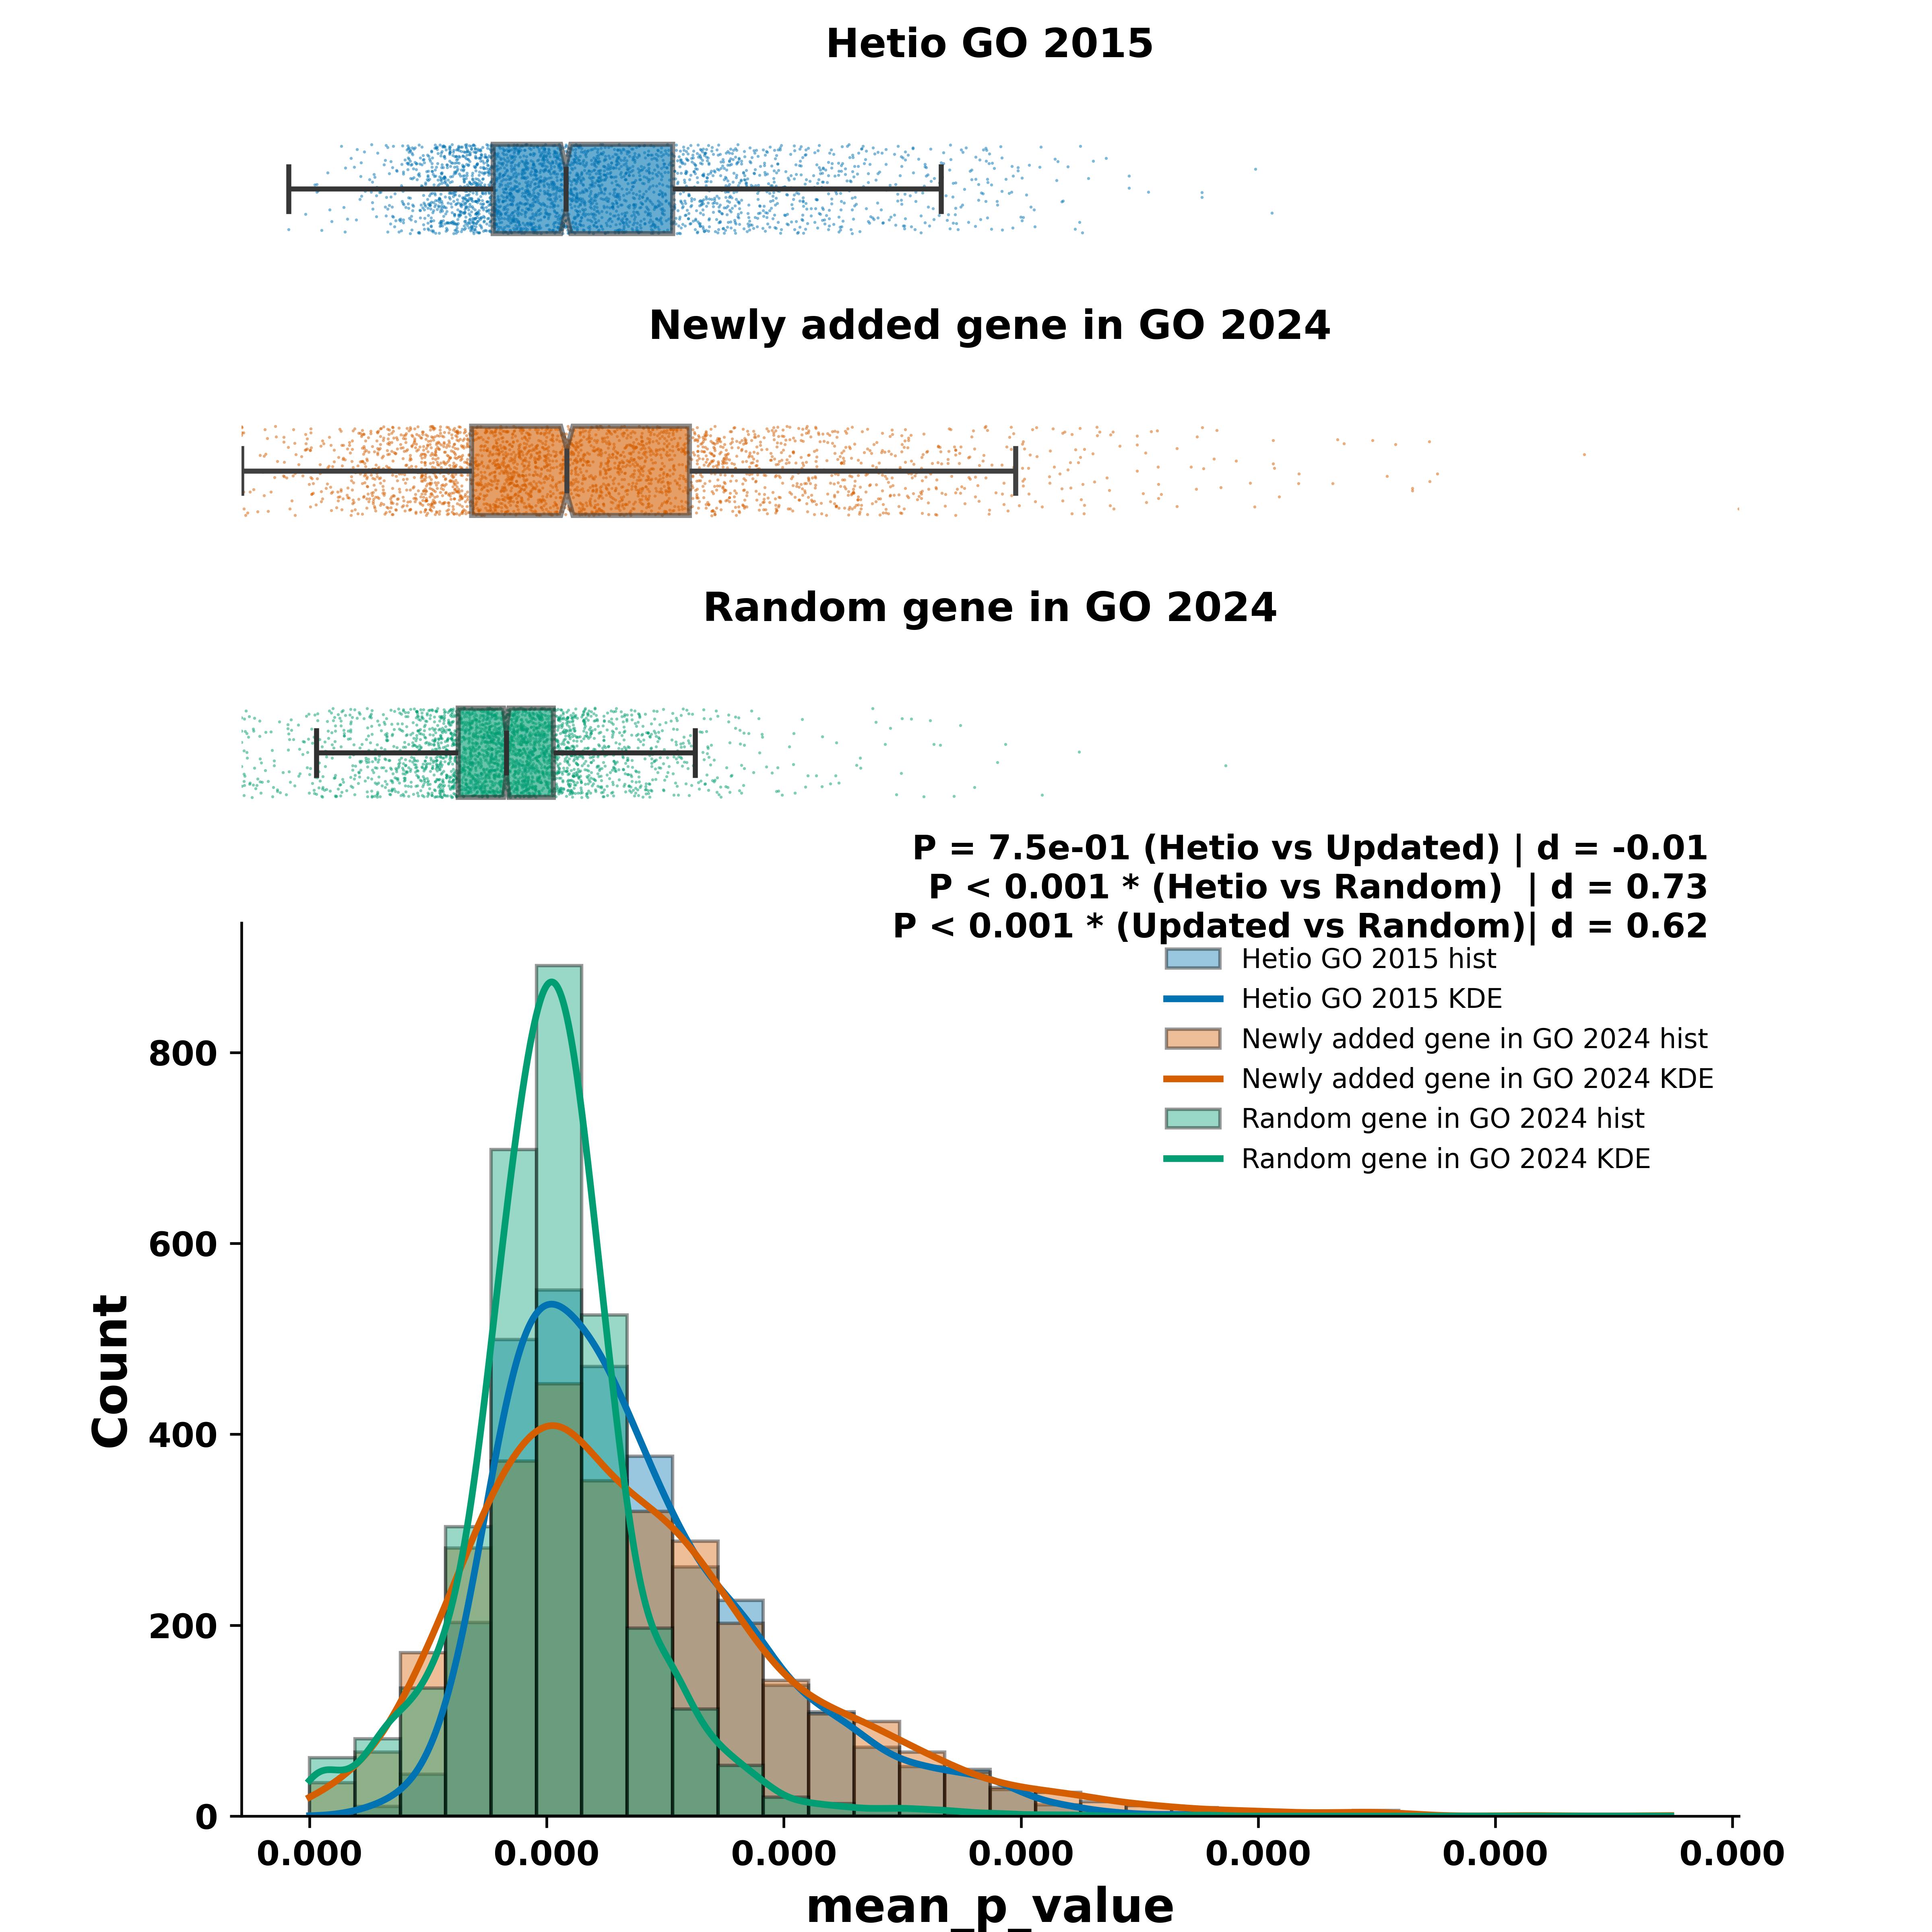 Hetio GO 2015
Newly added gene in GO 2024
Random gene in GO 2024
P = 7.5e-01 (Hetio vs Updated) | d = -0.01
P < 0.001 * (Hetio vs Random)  | d = 0.73
P < 0.001 * (Updated vs Random)| d = 0.62
Hetio GO 2015 hist
Hetio GO 2015 KDE
Newly added gene in GO 2024 hist
Newly added gene in GO 2024 KDE
Random gene in GO 2024 hist
Random gene in GO 2024 KDE
800
600
400
200
0
Count
0.000 0.000 0.000 0.000 0.000 0.000 0.000
mean_p_value